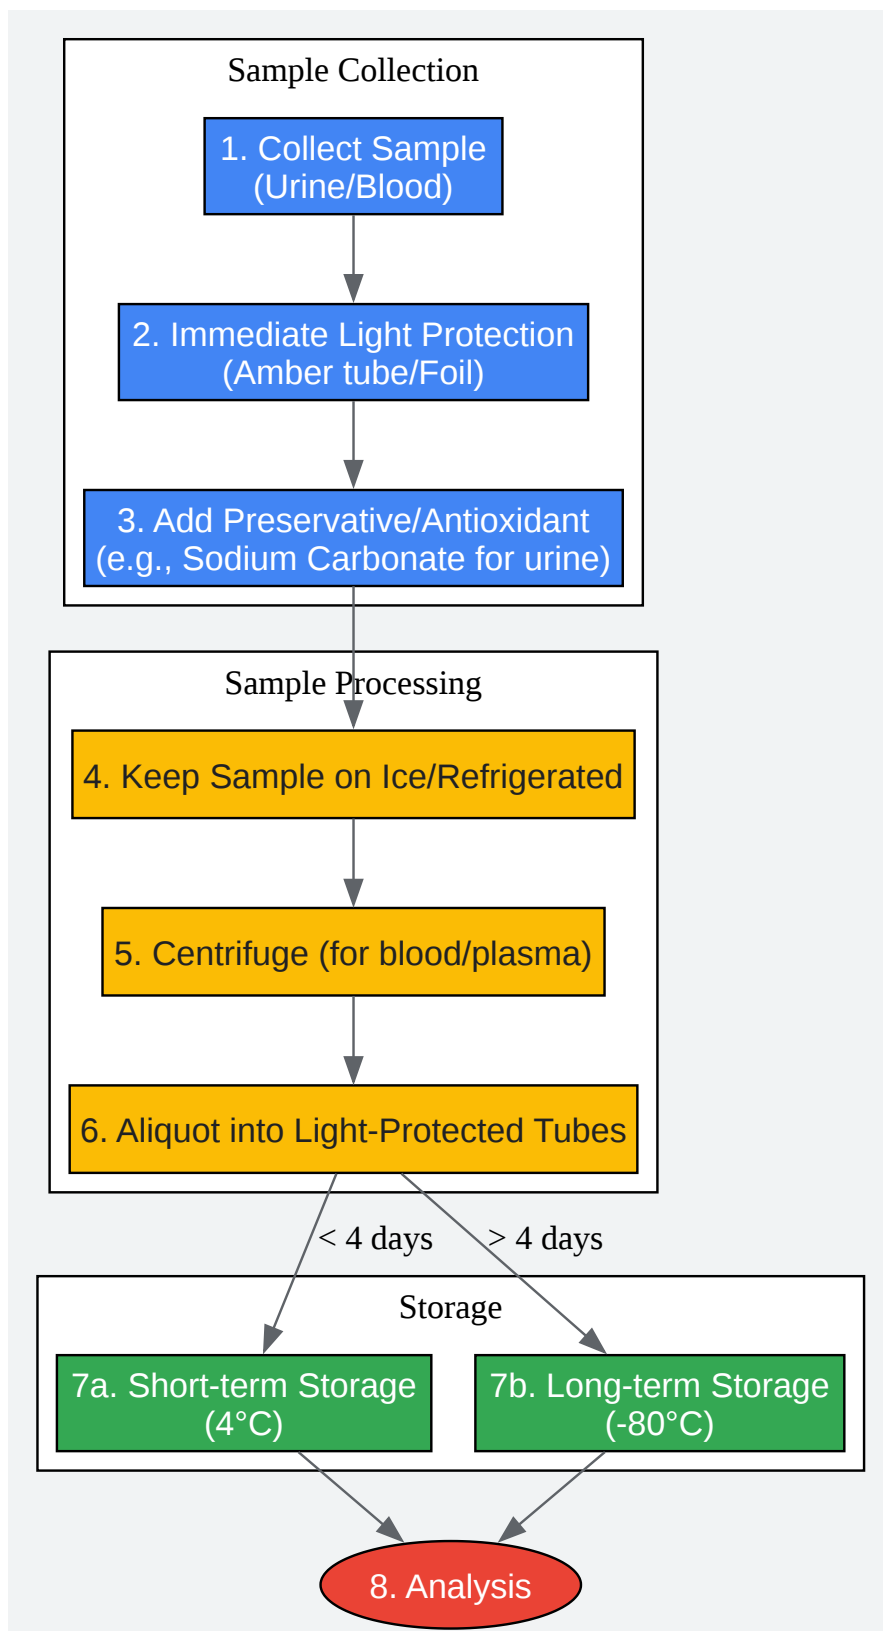 Sample Collection
1. Collect Sample
(Urine/Blood)
2. Immediate Light Protection
(Amber tube/Foil)
3. Add Preservative/Antioxidant
(e.g., Sodium Carbonate for urine)
Sample Processing
4. Keep Sample on Ice/Refrigerated
5. Centrifuge (for blood/plasma)
6. Aliquot into Light-Protected Tubes
< 4 days
> 4 days
Storage
7a. Short-term Storage
(4°C)
7b. Long-term Storage
(-80°C)
8. Analysis